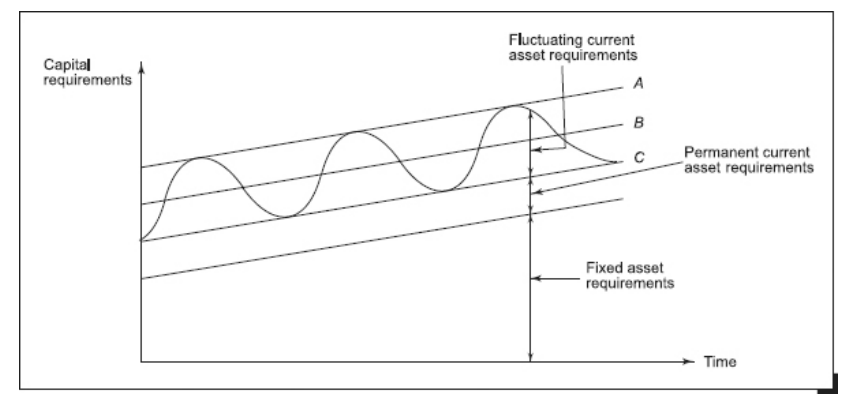 Fluctuating current
asset requirements
Capital
requirements
A
B
C
Permanent current
asset requirements
Fixed asset
requirements
Time